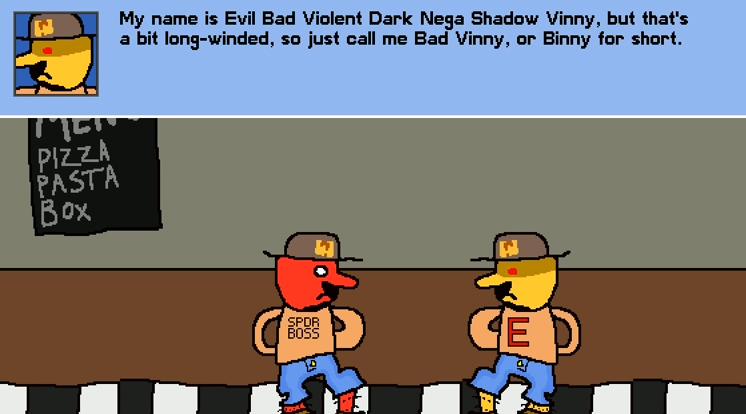 My name is Evil Bad Violent Dark Nega Shadow Vinny, but that's
a bit long-winded, so just call me Bad Vinny, or Binny for short.
MENU
PIZZA
PASTA
BOX
SPDR
BOSS
E